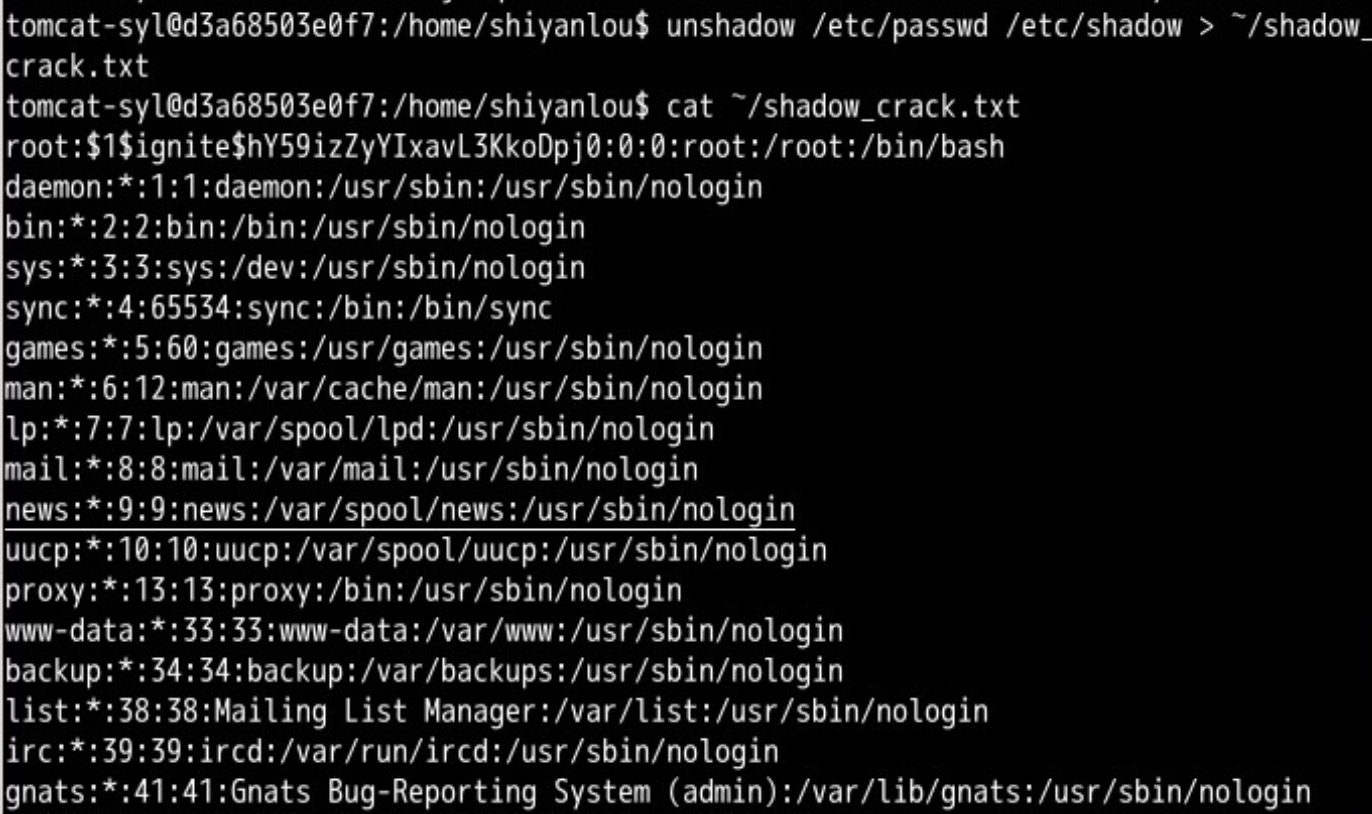 tomcat-syl@d3a68503e0f7:/home/shiyanlou$ unshadow /etc/passwd /etc/shadow > ~/shadow_
crack.txt
tomcat-syl@d3a68503e0f7:/home/shiyanlou$ cat ~/shadow_crack.txt
root:$1$ignite$hY59izZyYIxavL3KkoDpj0:0:0:root:/root:/bin/bash
daemon:*:1:1:daemon:/usr/sbin:/usr/sbin/nologin
bin:*:2:2:bin:/bin:/usr/sbin/nologin
sys:*:3:3:sys:/dev:/usr/sbin/nologin
sync:*:4:65534:sync:/bin:/bin/sync
games:*:5:60:games:/usr/games:/usr/sbin/nologin
man:*:6:12:man:/var/cache/man:/usr/sbin/nologin
lp:*:7:7:lp:/var/spool/lpd:/usr/sbin/nologin
mail:*:8:8:mail:/var/mail:/usr/sbin/nologin
news:*:9:9:news:/var/spool/news:/usr/sbin/nologin
uucp:*:10:10:uucp:/var/spool/uucp:/usr/sbin/nologin
proxy:*:13:13:proxy:/bin:/usr/sbin/nologin
www-data:*:33:33:www-data:/var/www:/usr/sbin/nologin
backup:*:34:34:backup:/var/backups:/usr/sbin/nologin
list:*:38:38:Mailing List Manager:/var/list:/usr/sbin/nologin
irc:*:39:39:ircd:/var/run/ircd:/usr/sbin/nologin
gnats:*:41:41:Gnats Bug-Reporting System (admin):/var/lib/gnats:/usr/sbin/nologin